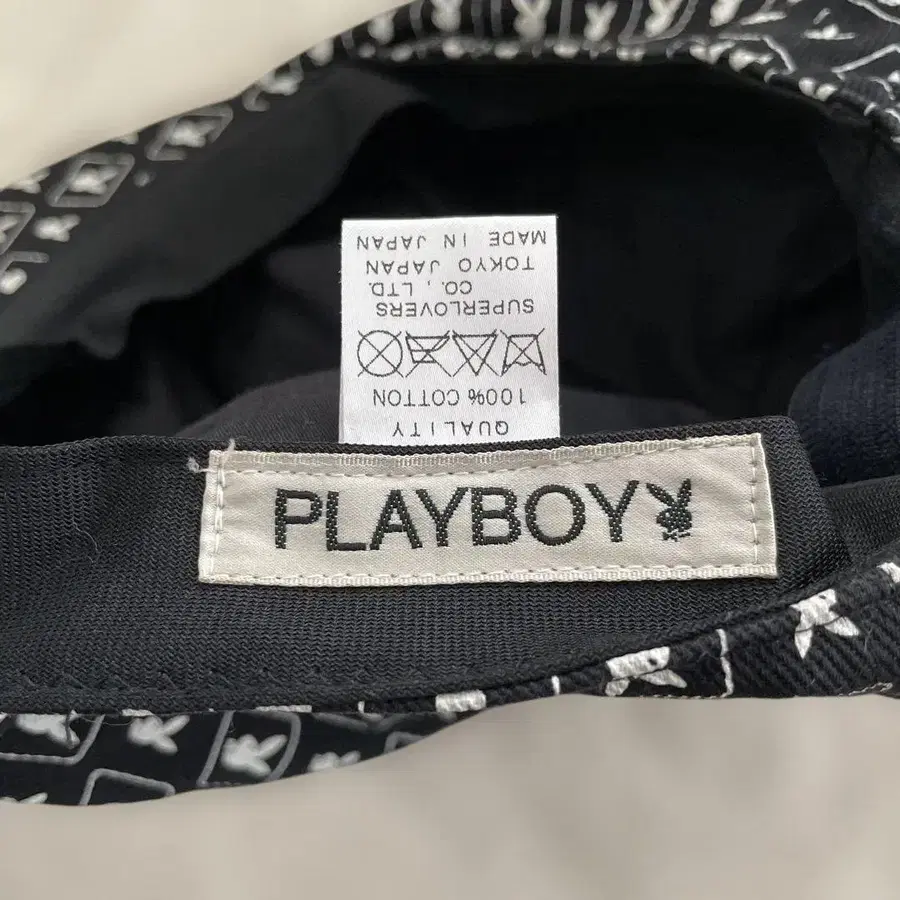 QUALITY
100% COTTON
SUPERLOVERS
CO., LTD.
TOKYO JAPAN
MADE IN JAPAN
PLAYBOY